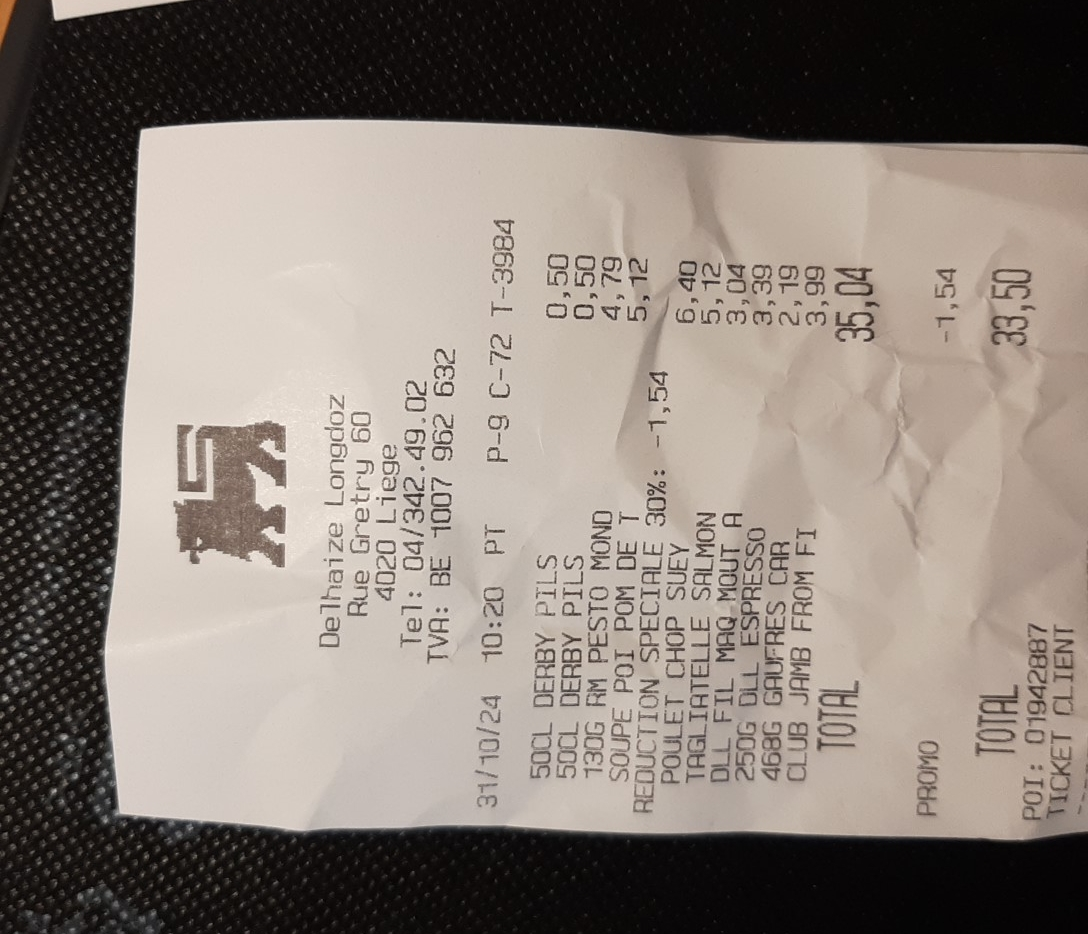 Delhaize Longdoz
Rue Gretry 60
4020 Liege
Tel: 04/342.49.02
TVA: BE 1007 962 632
31/10/24 10:20 PT P-9 C-72 T-3984
50CL DERBY PILS 0,50
50CL DERBY PILS 0,50
130G RM PESTO MOND 4,79
SOUPE POI POM DE T 5,12
REDUCTION SPECIALE 30%: -1,54
POULET CHOP SUEY 6,40
TAGLIATELLE SALMON 5,12
DLL FIL MAQ MOUT A 3,04
250G DLL ESPRESSO 3,39
468G GAUFRES CAR 2,19
CLUB JAMB FROM FI 3,99
TOTAL 35,04
PROMO -1,54
TOTAL 33,50
POI: 01942887
TICKET CLIENT